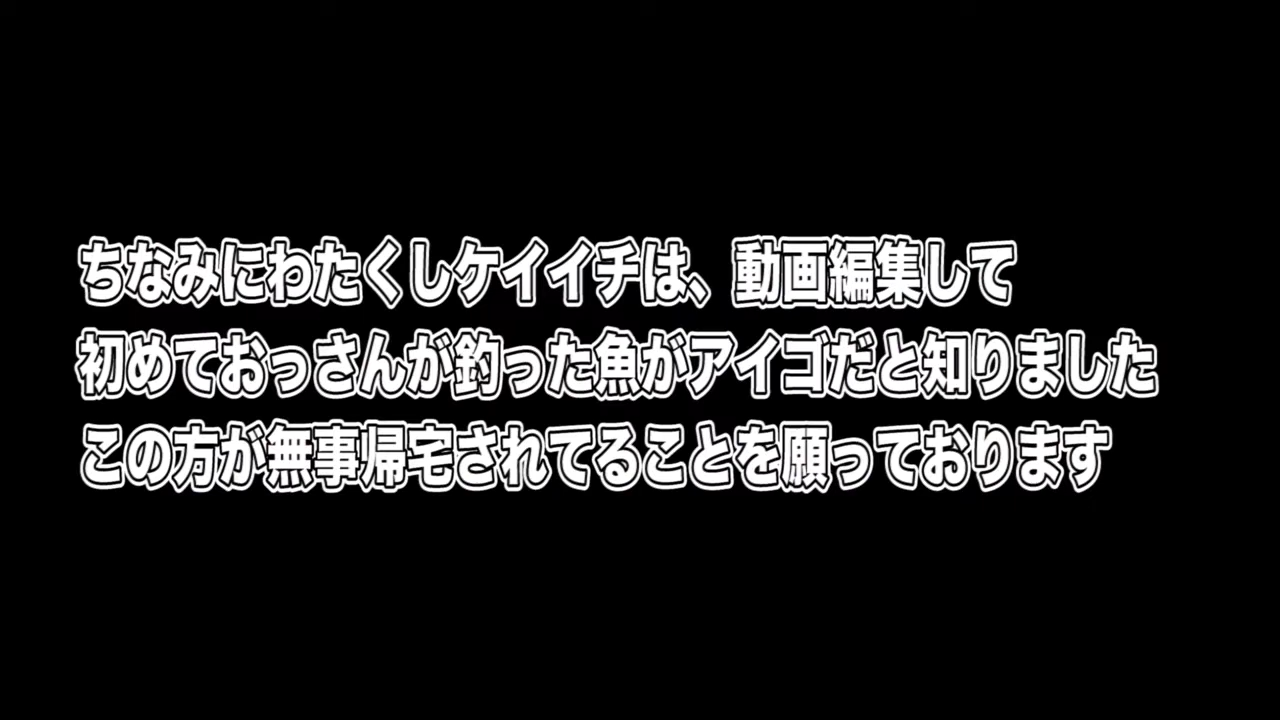 ちなみにわたくしケイイチは、動画編集して
初めておっさんが釣った魚がアイゴだと知りました
この方が無事帰宅されてることを願っております